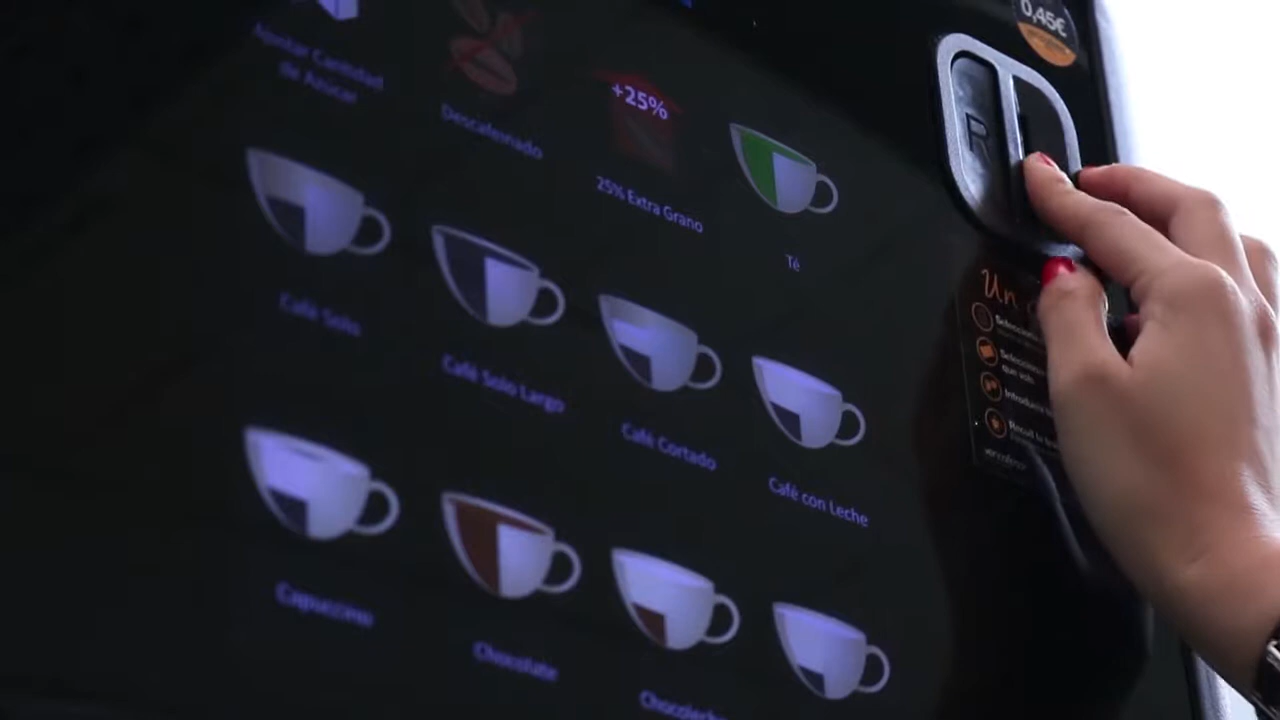 0,45€
Ajustar Cantidad
de Azúcar
Descafeinado
+25%
25% Extra Grano
Té
R
Café Solo
Café Solo Largo
Café Cortado
Café con Leche
Un
que
Capuccino
Chocolate